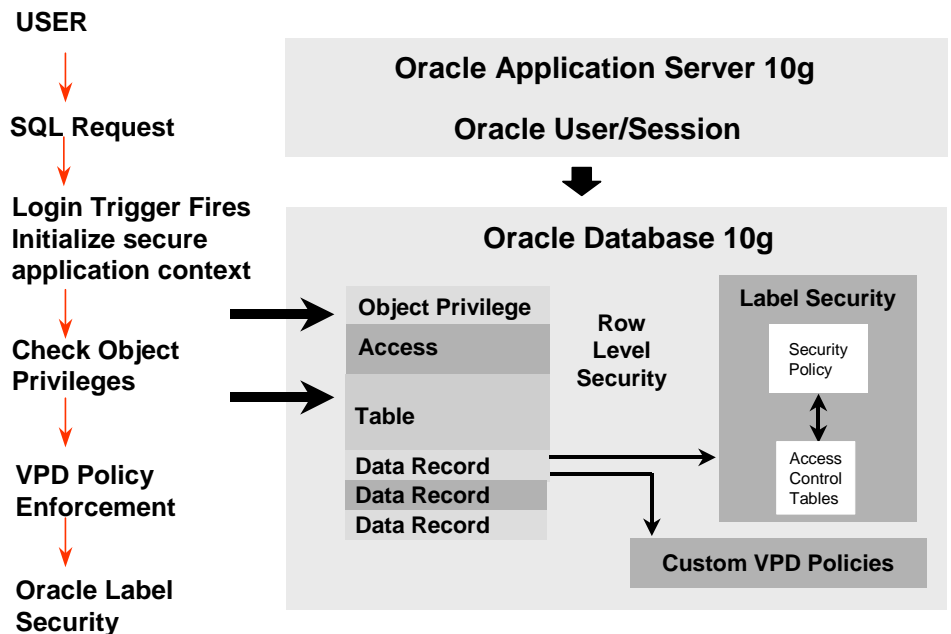 USER
SQL Request
Login Trigger Fires
Initialize secure
application context
Check Object
Privileges
VPD Policy
Enforcement
Oracle Label
Security
Oracle Application Server 10g
Oracle User/Session
Oracle Database 10g
Object Privilege
Access
Table
Data Record
Data Record
Data Record
Row
Level
Security
Label Security
Security
Policy
Access
Control
Tables
Custom VPD Policies